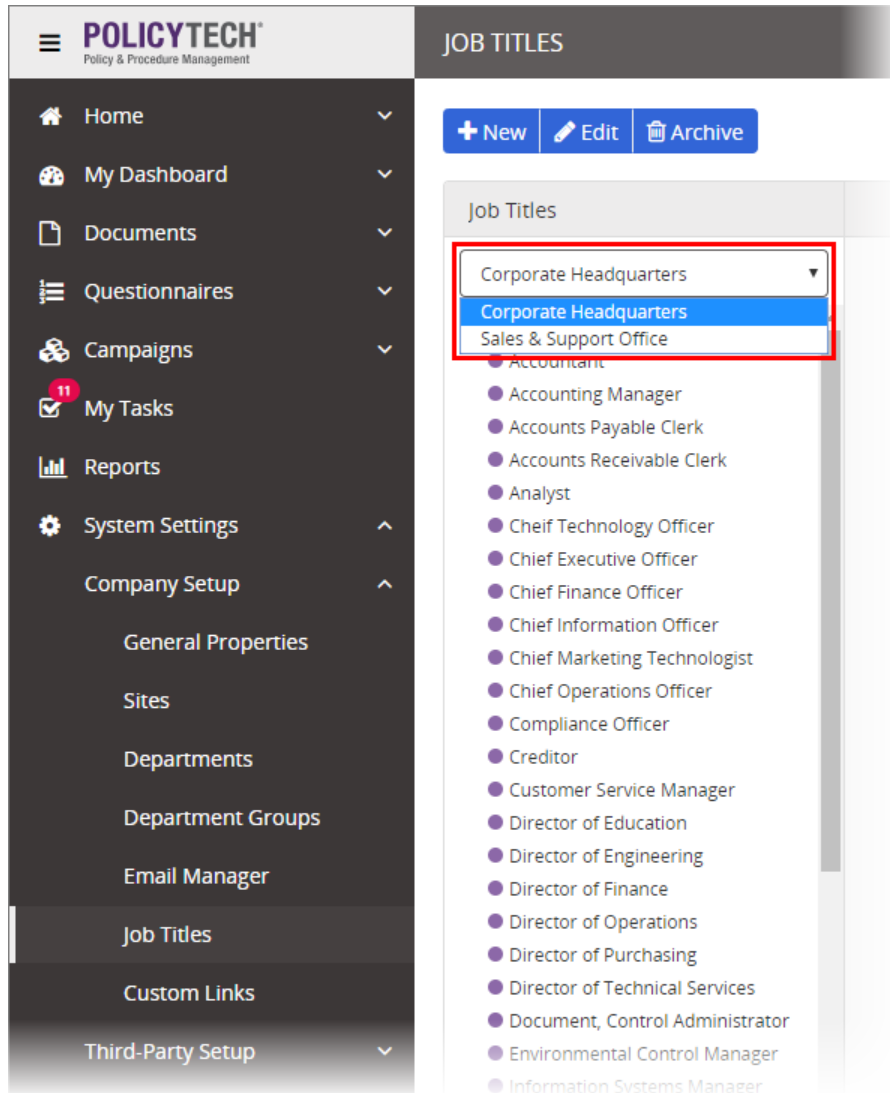 POLICYTECH®
Policy & Procedure Management
Home
My Dashboard
Documents
Questionnaires
Campaigns
11
My Tasks
Reports
System Settings
Company Setup
General Properties
Sites
Departments
Department Groups
Email Manager
Job Titles
Custom Links
Third-Party Setup
JOB TITLES
New Edit Archive
Job Titles
Corporate Headquarters
Corporate Headquarters
Sales & Support Office
Accountant
Accounting Manager
Accounts Payable Clerk
Accounts Receivable Clerk
Analyst
Cheif Technology Officer
Chief Executive Officer
Chief Finance Officer
Chief Information Officer
Chief Marketing Technologist
Chief Operations Officer
Compliance Officer
Creditor
Customer Service Manager
Director of Education
Director of Engineering
Director of Finance
Director of Operations
Director of Purchasing
Director of Technical Services
Document, Control Administrator
Environmental Control Manager
Information Systems Manager